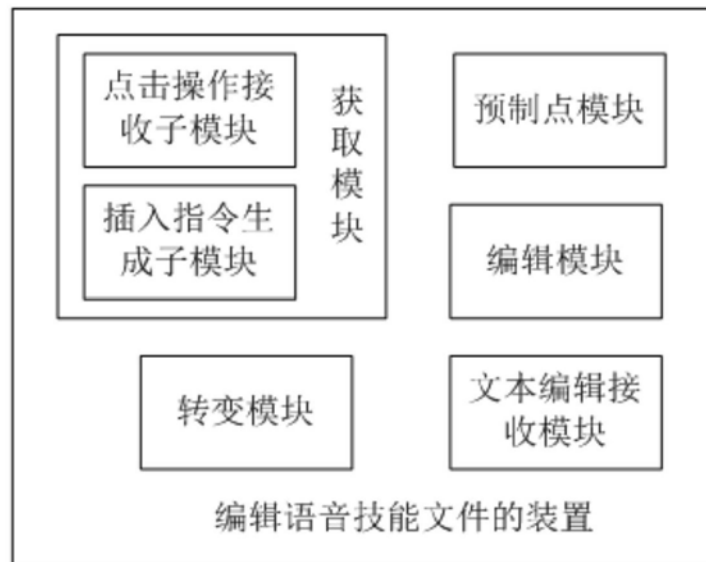 点击操作接
收子模块
插入指令生
成子模块
获
取
模
块
预制点模块
编辑模块
转变模块
文本编辑接
收模块
编辑语音技能文件的装置